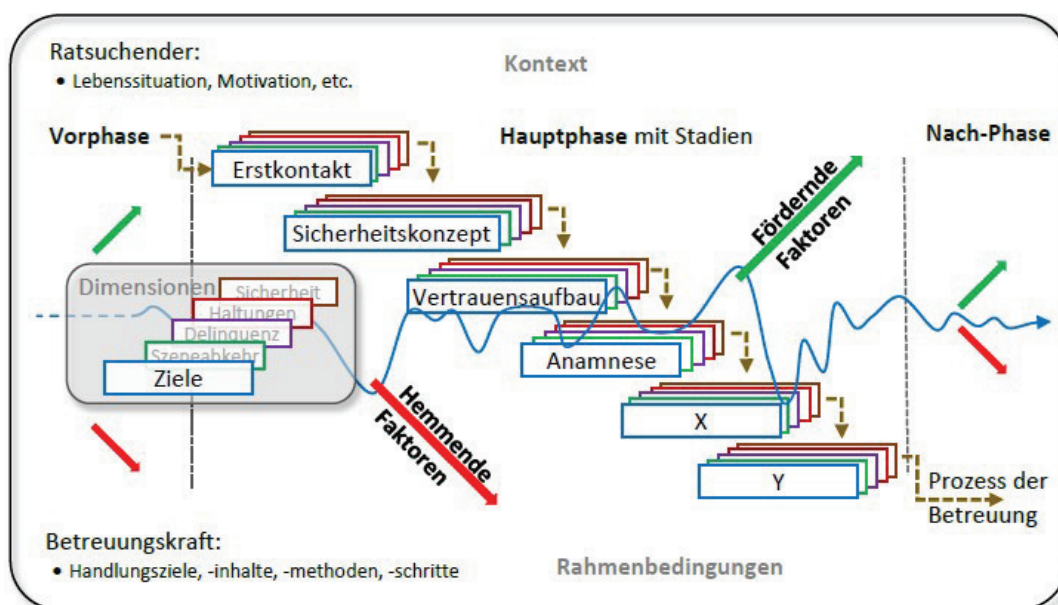 Ratsuchender:
• Lebenssituation, Motivation, etc.
Kontext
Vorphase
Hauptphase mit Stadien
Nach-Phase
Erstkontakt
Sicherheitskonzept
Fördernde
Faktoren
Dimensionen
Sicherheit
Haltungen
Delinquenz
Szeneabkehr
Ziele
Vertrauensaufbau
Anamnese
Hemmende
Faktoren
X
Y
Prozess der
Betreuung
Betreuungskraft:
• Handlungsziele, -inhalte, -methoden, -schritte
Rahmenbedingungen